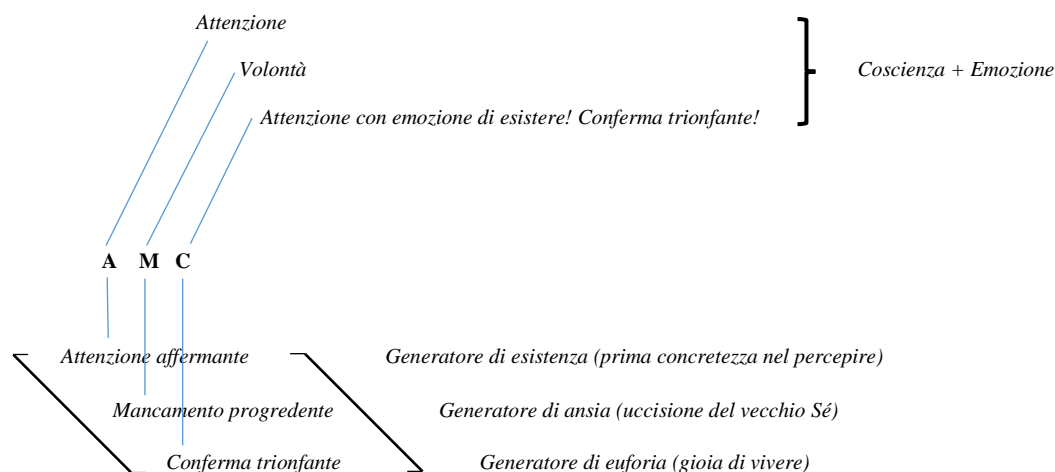 Attenzione
Volontà Coscienza + Emozione
Attenzione con emozione di esistere! Conferma trionfante!
A M C
Attenzione affermante Generatore di esistenza (prima concretezza nel percepire)
Mancamento progredente Generatore di ansia (uccisione del vecchio Sé)
Conferma trionfante Generatore di euforia (gioia di vivere)